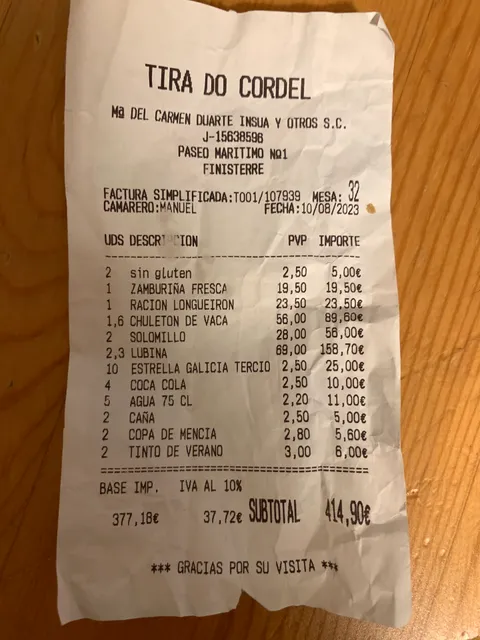 TIRA DO CORDEL
Mª DEL CARMEN DUARTE INSUA Y OTROS S.C.
J-15638596
PASEO MARITIMO Nº1
FINISTERRE
FACTURA SIMPLIFICADA:T001/107939 MESA: 32
CAMARERO:MANUEL FECHA:10/08/2023
UDS DESCRIPCION PVP IMPORTE
2 sin gluten 2,50 5,00€
1 ZAMBURIÑA FRESCA 19,50 19,50€
1 RACION LONGUEIRON 23,50 23,50€
1,6 CHULETON DE VACA 56,00 89,60€
2 SOLOMILLO 28,00 56,00€
2,3 LUBINA 69,00 158,70€
10 ESTRELLA GALICIA TERCIO 2,50 25,00€
4 COCA COLA 2,50 10,00€
5 AGUA 75 CL 2,20 11,00€
2 CAÑA 2,50 5,00€
2 COPA DE MENCIA 2,80 5,60€
2 TINTO DE VERANO 3,00 6,00€
BASE IMP. IVA AL 10%
377,18€ 37,72€ SUBTOTAL 414,90€
*** GRACIAS POR SU VISITA ***